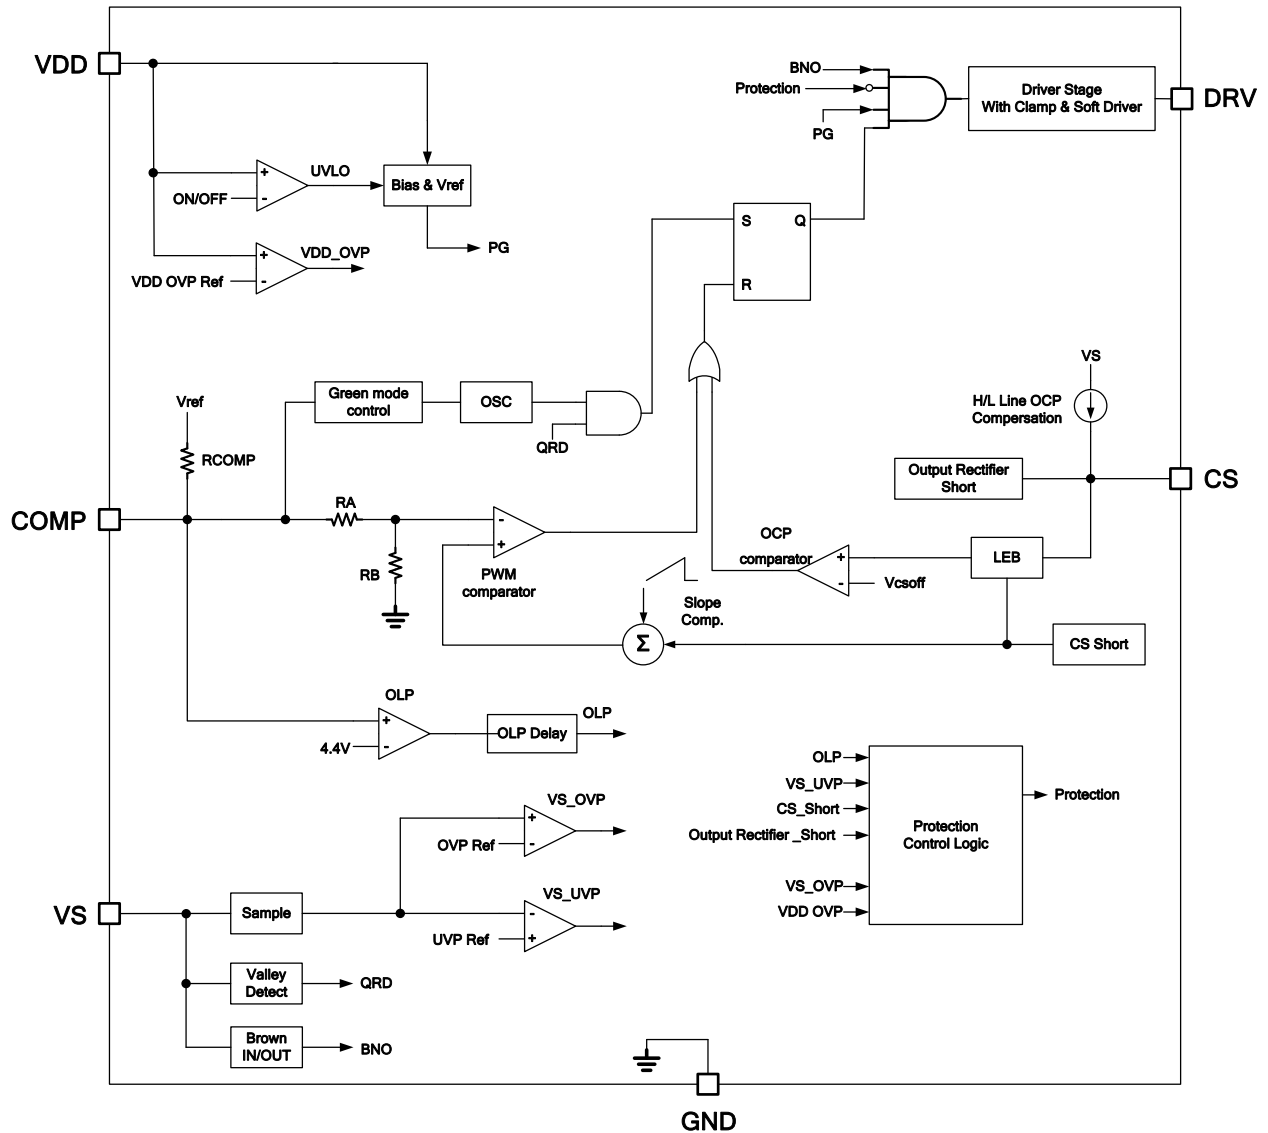 VDD
BNO
Protection
PG
Driver Stage
With Clamp & Soft Driver
DRV
+
UVLO
ON/OFF
-
Bias & Vref
PG
+
VDD_OVP
VDD OVP Ref
-
S
Q
R
VS
H/L Line OCP
Compersation
Vref
RCOMP
Green mode
control
OSC
QRD
Output Rectifier
Short
CS
COMP
RA
RB
-
+
PWM
comparator
OCP
comparator
+
-
Vcsoff
LEB
Slope
Comp.
Σ
CS Short
OLP
+
4.4V
-
OLP Delay
OLP
OLP
VS_UVP
CS_Short
Output Rectifier _Short
VS_OVP
VDD OVP
Protection
Control Logic
Protection
VS_OVP
+
OVP Ref
-
VS
Sample
VS_UVP
-
UVP Ref
+
Valley
Detect
QRD
Brown
IN/OUT
BNO
GND